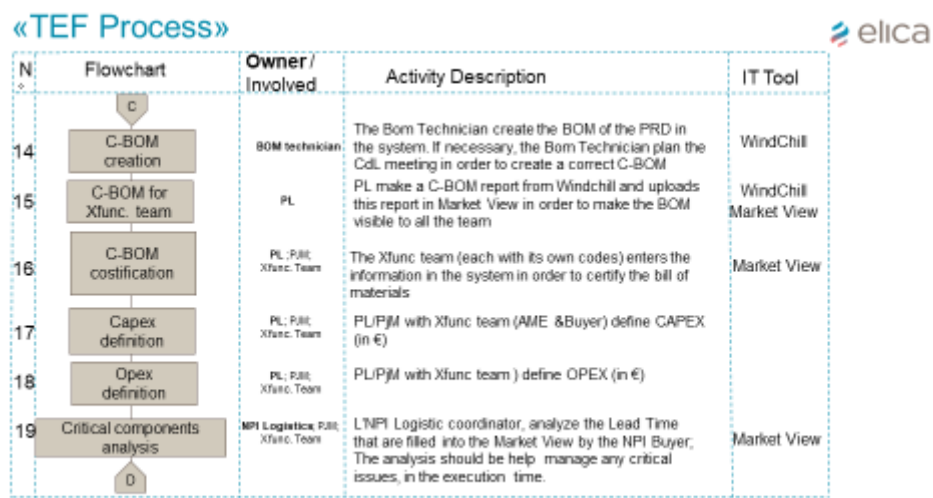 «TEF Process»
elica
N°
Flowchart
Owner/
Involved
Activity Description
IT Tool
C
14
C-BOM
creation
BOM technician
The Bom Technician create the BOM of the PRD in
the system. If necessary, the Bom Technician plan the
CdL meeting in order to create a correct C-BOM
WindChill
15
C-BOM for
Xfunc. team
PL
PL make a C-BOM report from Windchill and uploads
this report in Market View in order to make the BOM
visible to all the team
WindChill
Market View
16
C-BOM
costification
PL ;PJM;
Xfunc. Team
The Xfunc team (each with its own codes) enters the
information in the system in order to certify the bill of
materials
Market View
17
Capex
definition
PL; PJM;
Xfunc. Team
PL/PjM with Xfunc team (AME &Buyer) define CAPEX
(in €)
18
Opex
definition
PL; PJM;
Xfunc. Team
PL/PjM with Xfunc team ) define OPEX (in €)
19
Critical components
analysis
NPI Logistics; PJM;
Xfunc. Team
L'NPI Logistic coordinator, analyze the Lead Time
that are filled into the Market View by the NPI Buyer;
The analysis should be help manage any critical
issues, in the execution time.
Market View
D